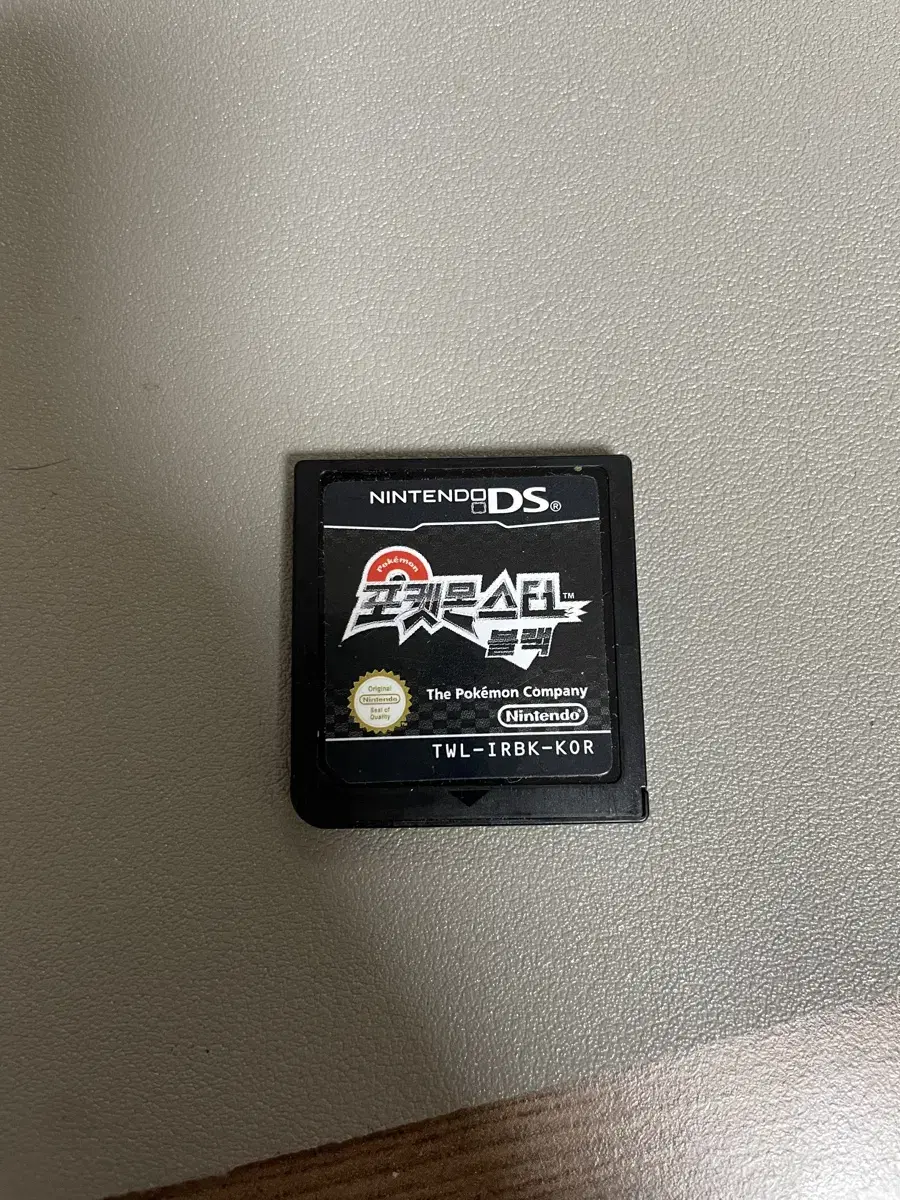 NINTENDO DS®
Pokémon
포켓몬스터™
블랙
Original
Nintendo
Seal of
Quality
The Pokémon Company
Nintendo®
TWL-IRBK-KOR